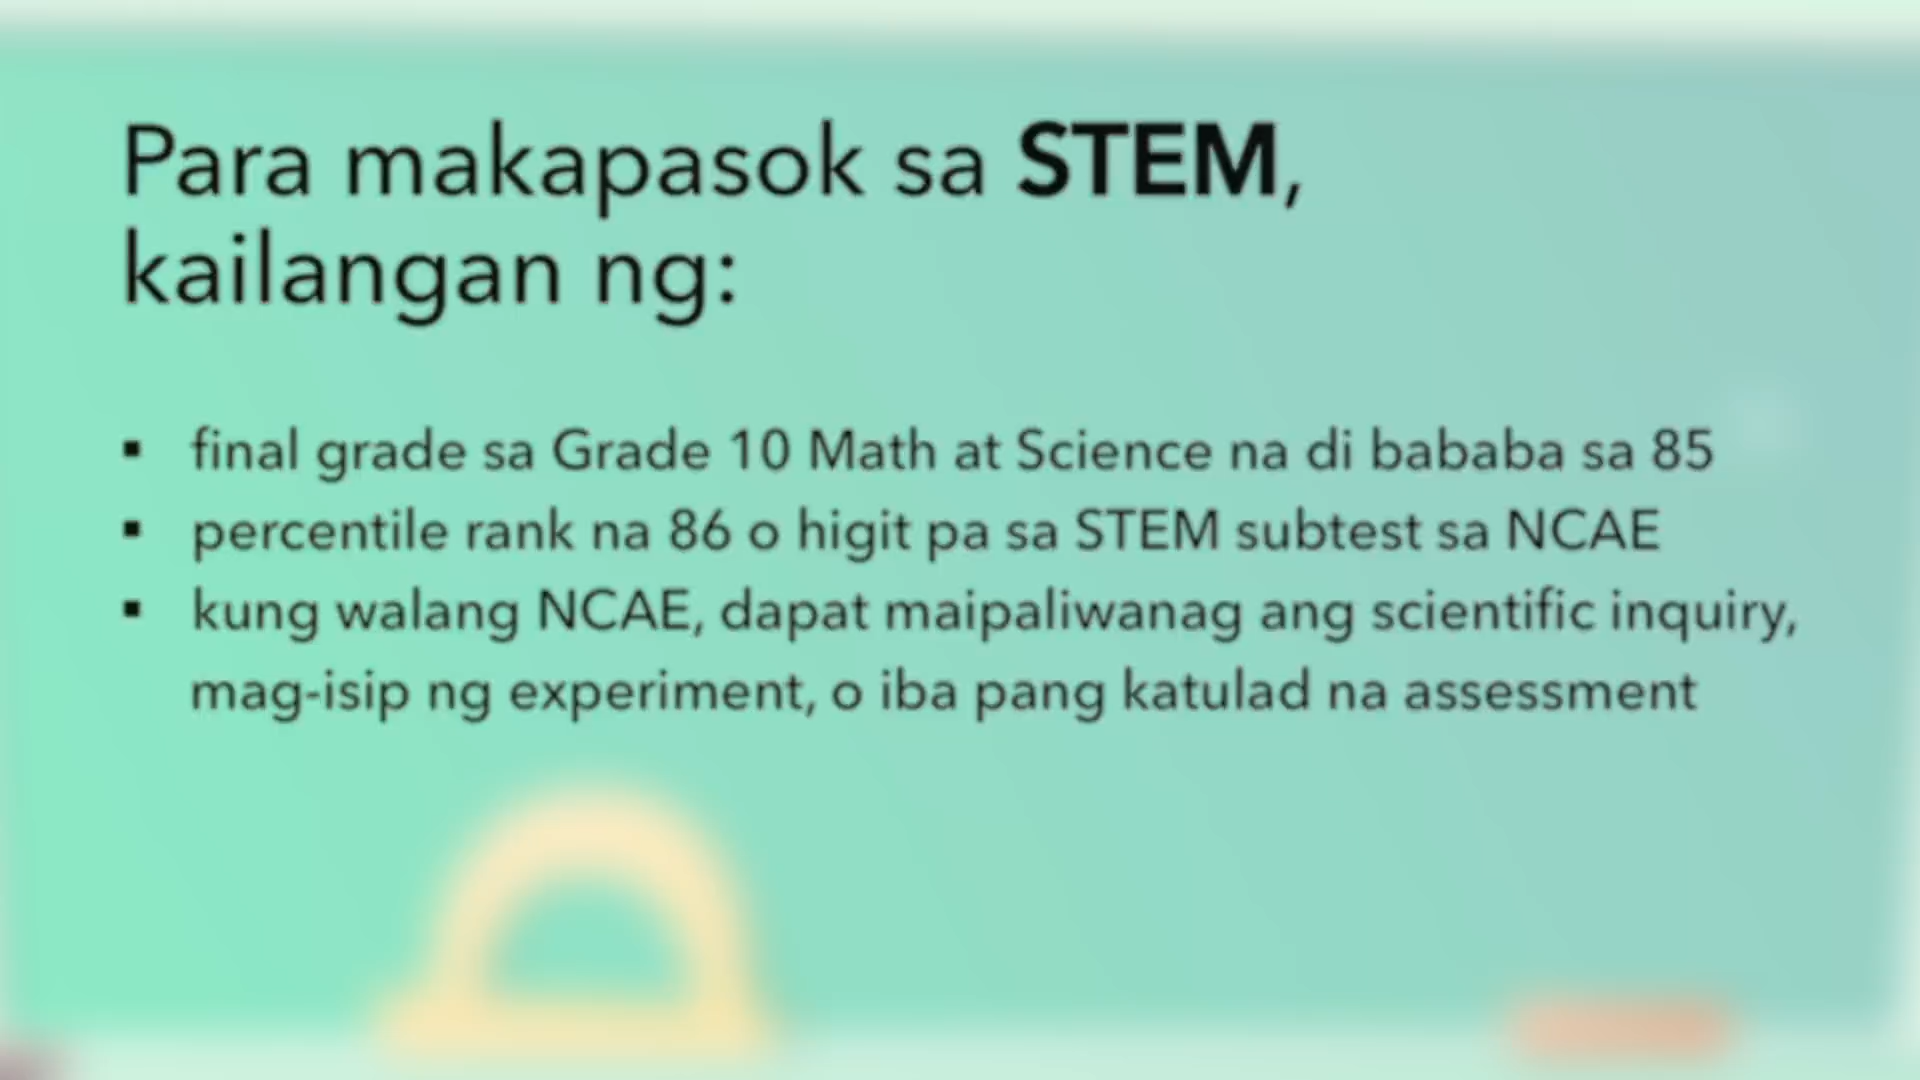 Para makapasok sa STEM,
kailangan ng:
▪ final grade sa Grade 10 Math at Science na di bababa sa 85
▪ percentile rank na 86 o higit pa sa STEM subtest sa NCAE
▪ kung walang NCAE, dapat maipaliwanag ang scientific inquiry,
mag-isip ng experiment, o iba pang katulad na assessment